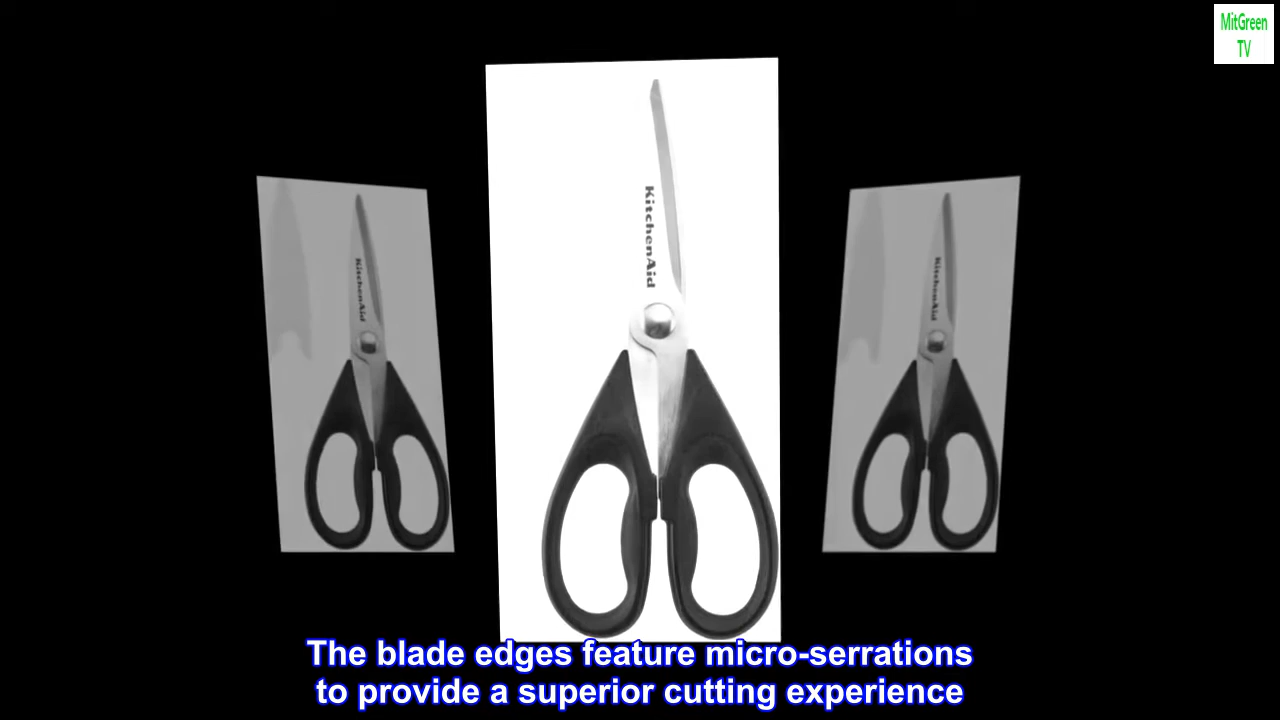 MitGreen
TV
KitchenAid
KitchenAid
KitchenAid
The blade edges feature micro-serrations
to provide a superior cutting experience